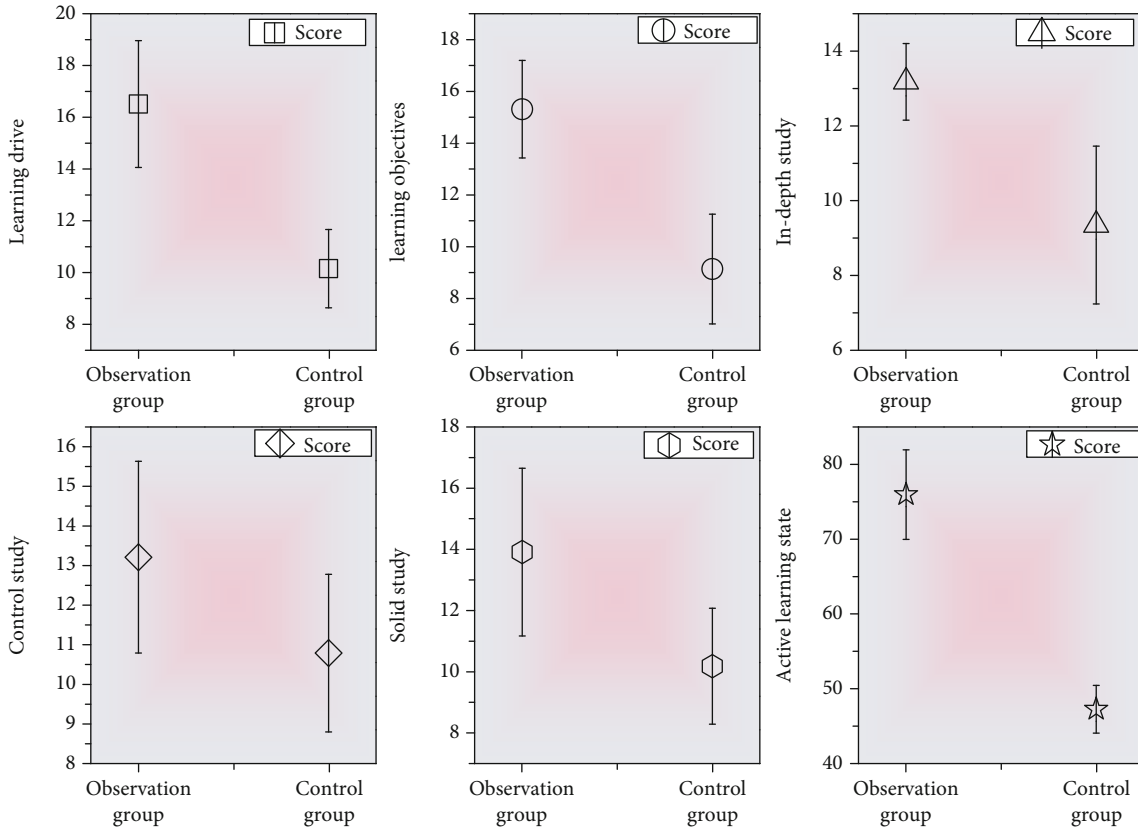 Score
20
18
16
14
12
10
8
Learning drive
Observation
group
Control
group
Score
18
16
14
12
10
8
6
learning objectives
Observation
group
Control
group
Score
14
12
10
8
6
In-depth study
Observation
group
Control
group
Score
16
15
14
13
12
11
10
9
8
Control study
Observation
group
Control
group
Score
18
16
14
12
10
8
Solid study
Observation
group
Control
group
Score
80
70
60
50
40
Active learning state
Observation
group
Control
group